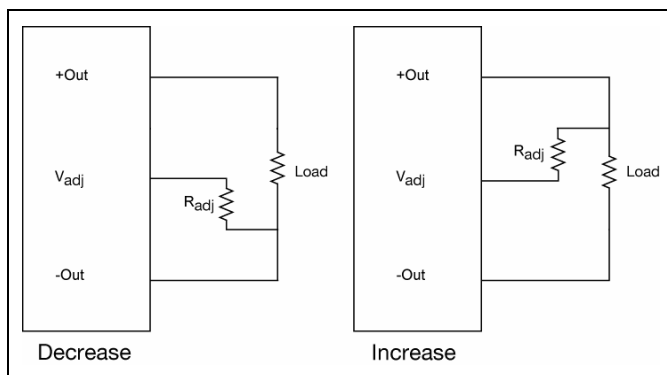 +Out
Vadj
Radj
Load
-Out
Decrease
+Out
Vadj
Radj
Load
-Out
Increase